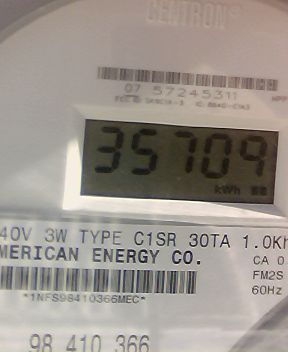 CENTRON®
07 57245311
35709
kWh
40V 3W TYPE C1SR 30TA 1.0Kh
MERICAN ENERGY CO.
CA 0.
FM2S
*1NFS98410366MEC*
60Hz
98 410 366